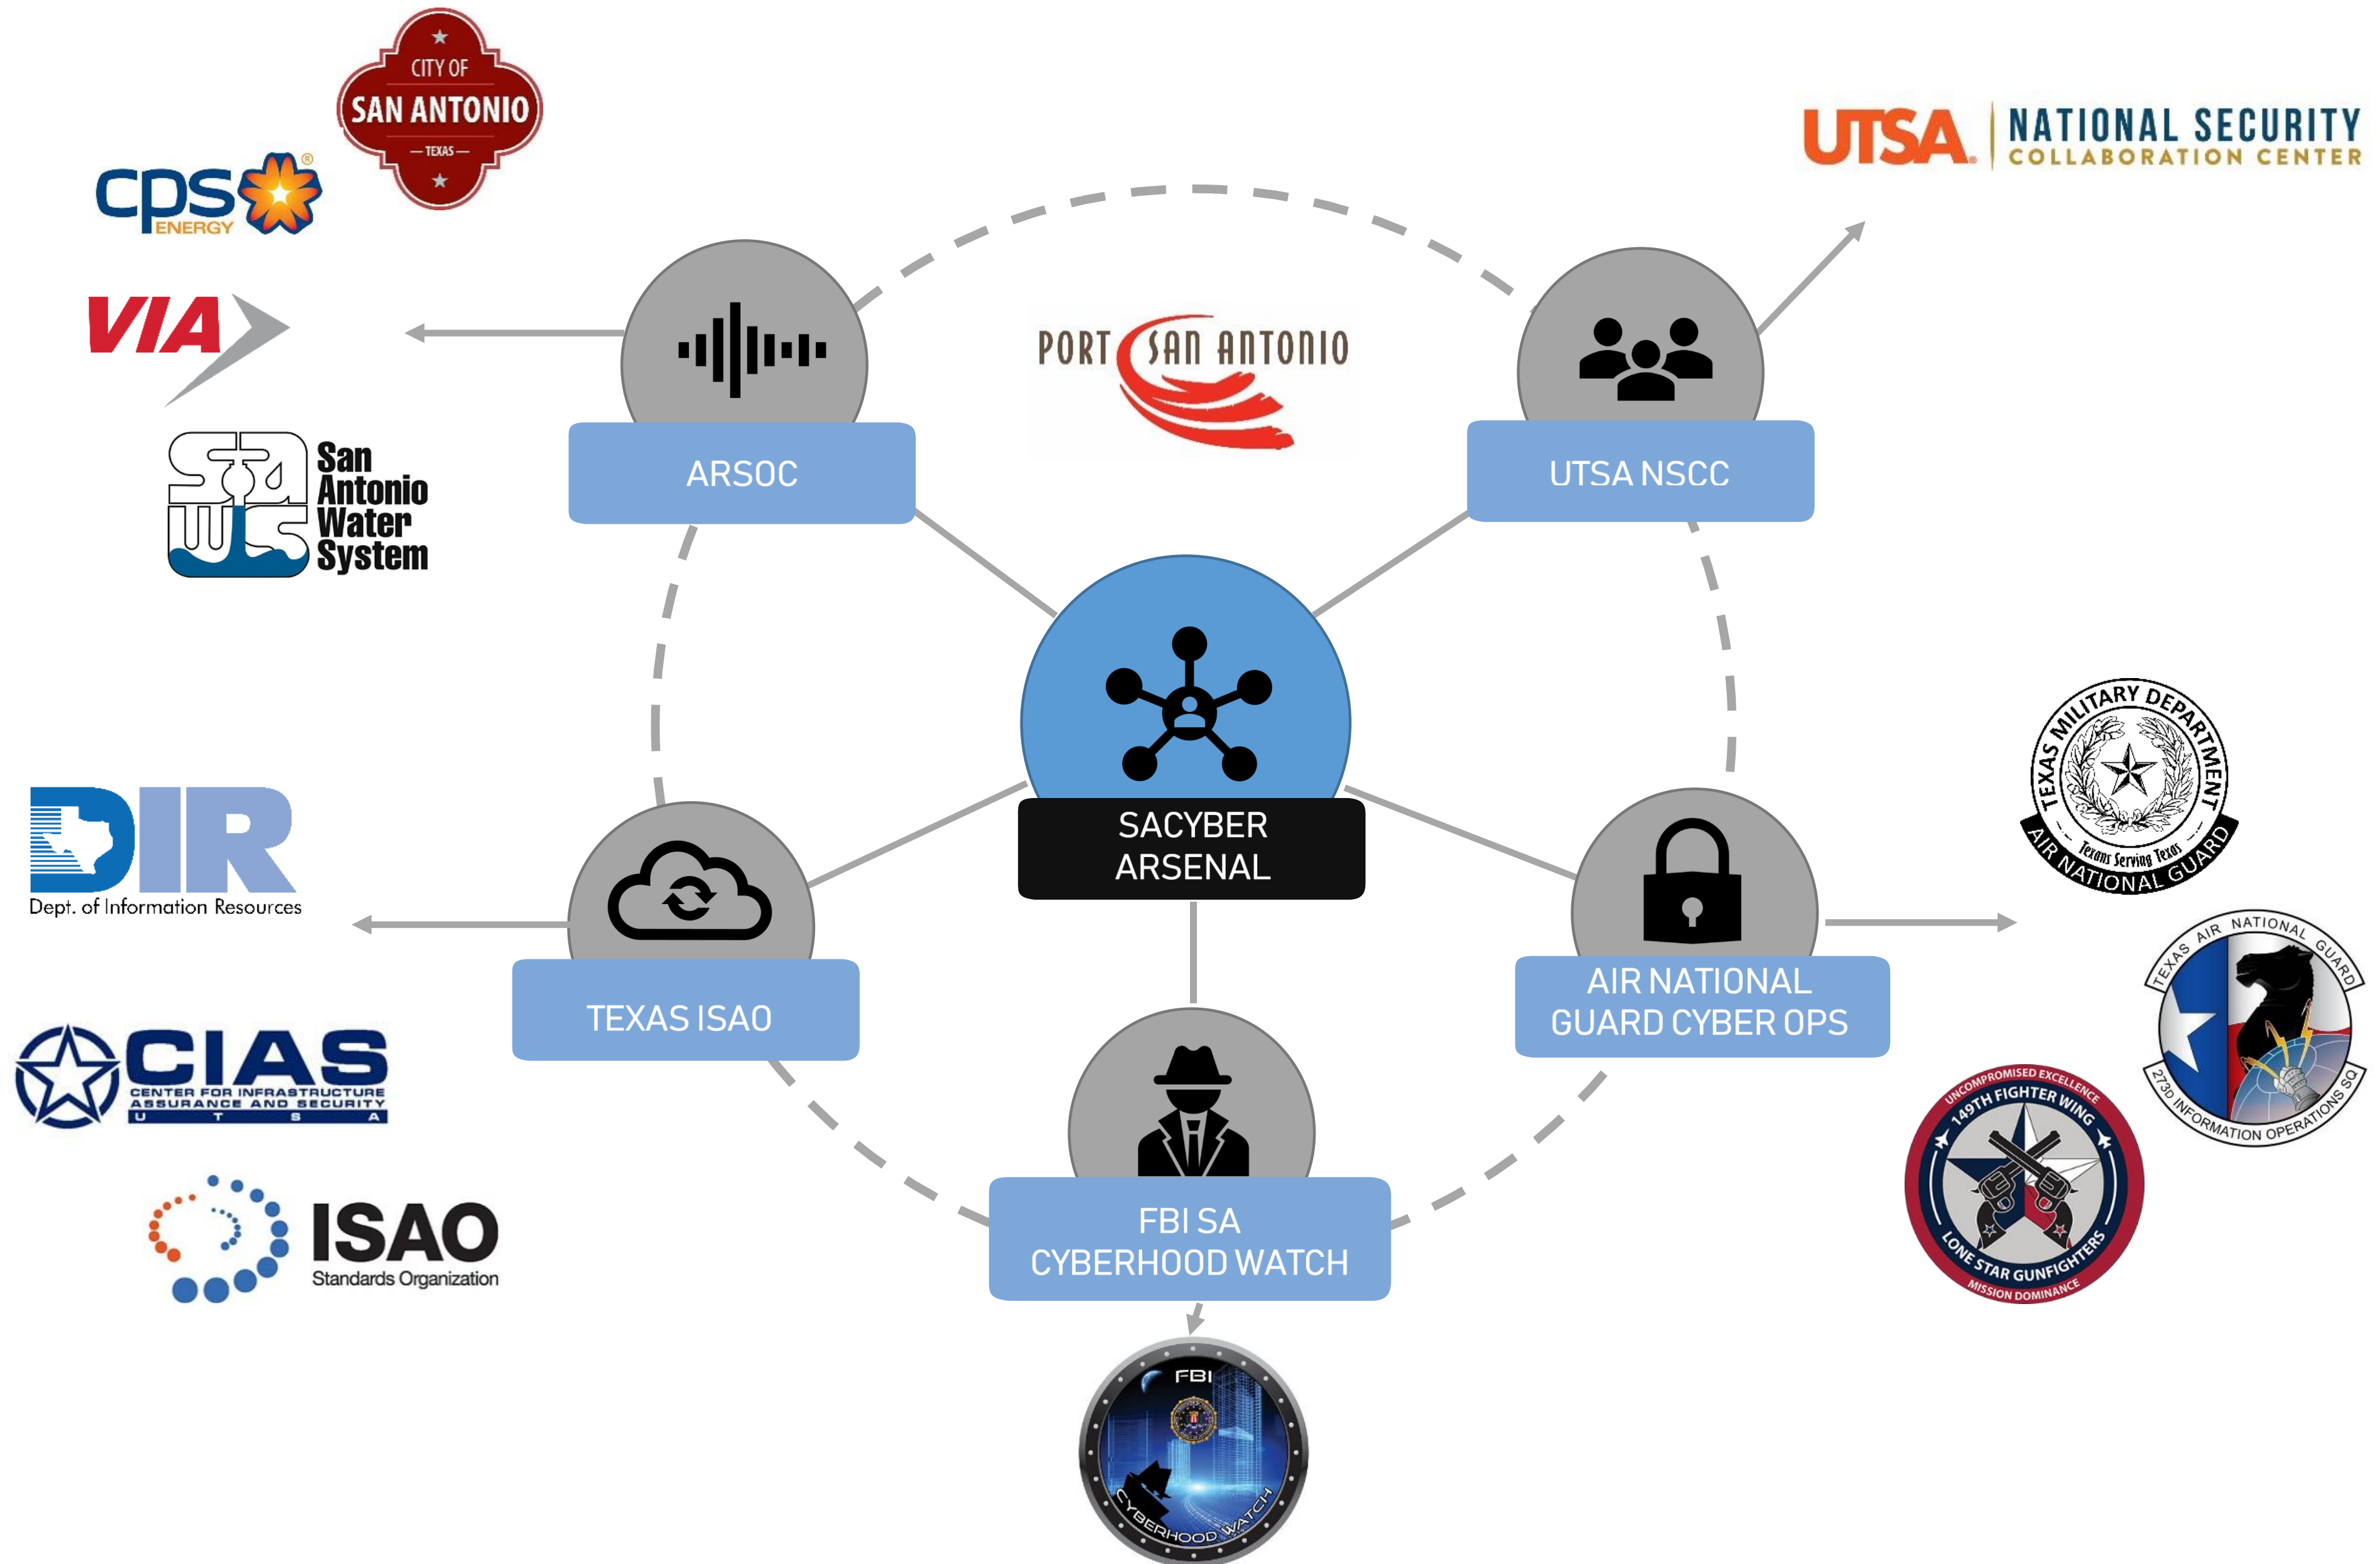 CITY OF
SAN ANTONIO
TEXAS
cps®
ENERGY
VIA
saws
San
Antonio
Water
System
ARSOC
PORT SAN ANTONIO
UTSA. NATIONAL SECURITY
COLLABORATION CENTER
UTSA NSCC
SACYBER
ARSENAL
DIR
Dept. of Information Resources
CIAS
CENTER FOR INFRASTRUCTURE
ASSURANCE AND SECURITY
U T S A
ISAO
Standards Organization
TEXAS ISAO
FBI SA
CYBERHOOD WATCH
FBI
CYBERHOOD WATCH
AIR NATIONAL
GUARD CYBER OPS
TEXAS MILITARY DEPARTMENT
Texans Serving Texas
AIR NATIONAL GUARD
TEXAS AIR NATIONAL GUARD
273D INFORMATION OPERATIONS SQ
UNCOMPROMISED EXCELLENCE
149TH FIGHTER WING
LONE STAR GUNFIGHTERS
MISSION DOMINANCE